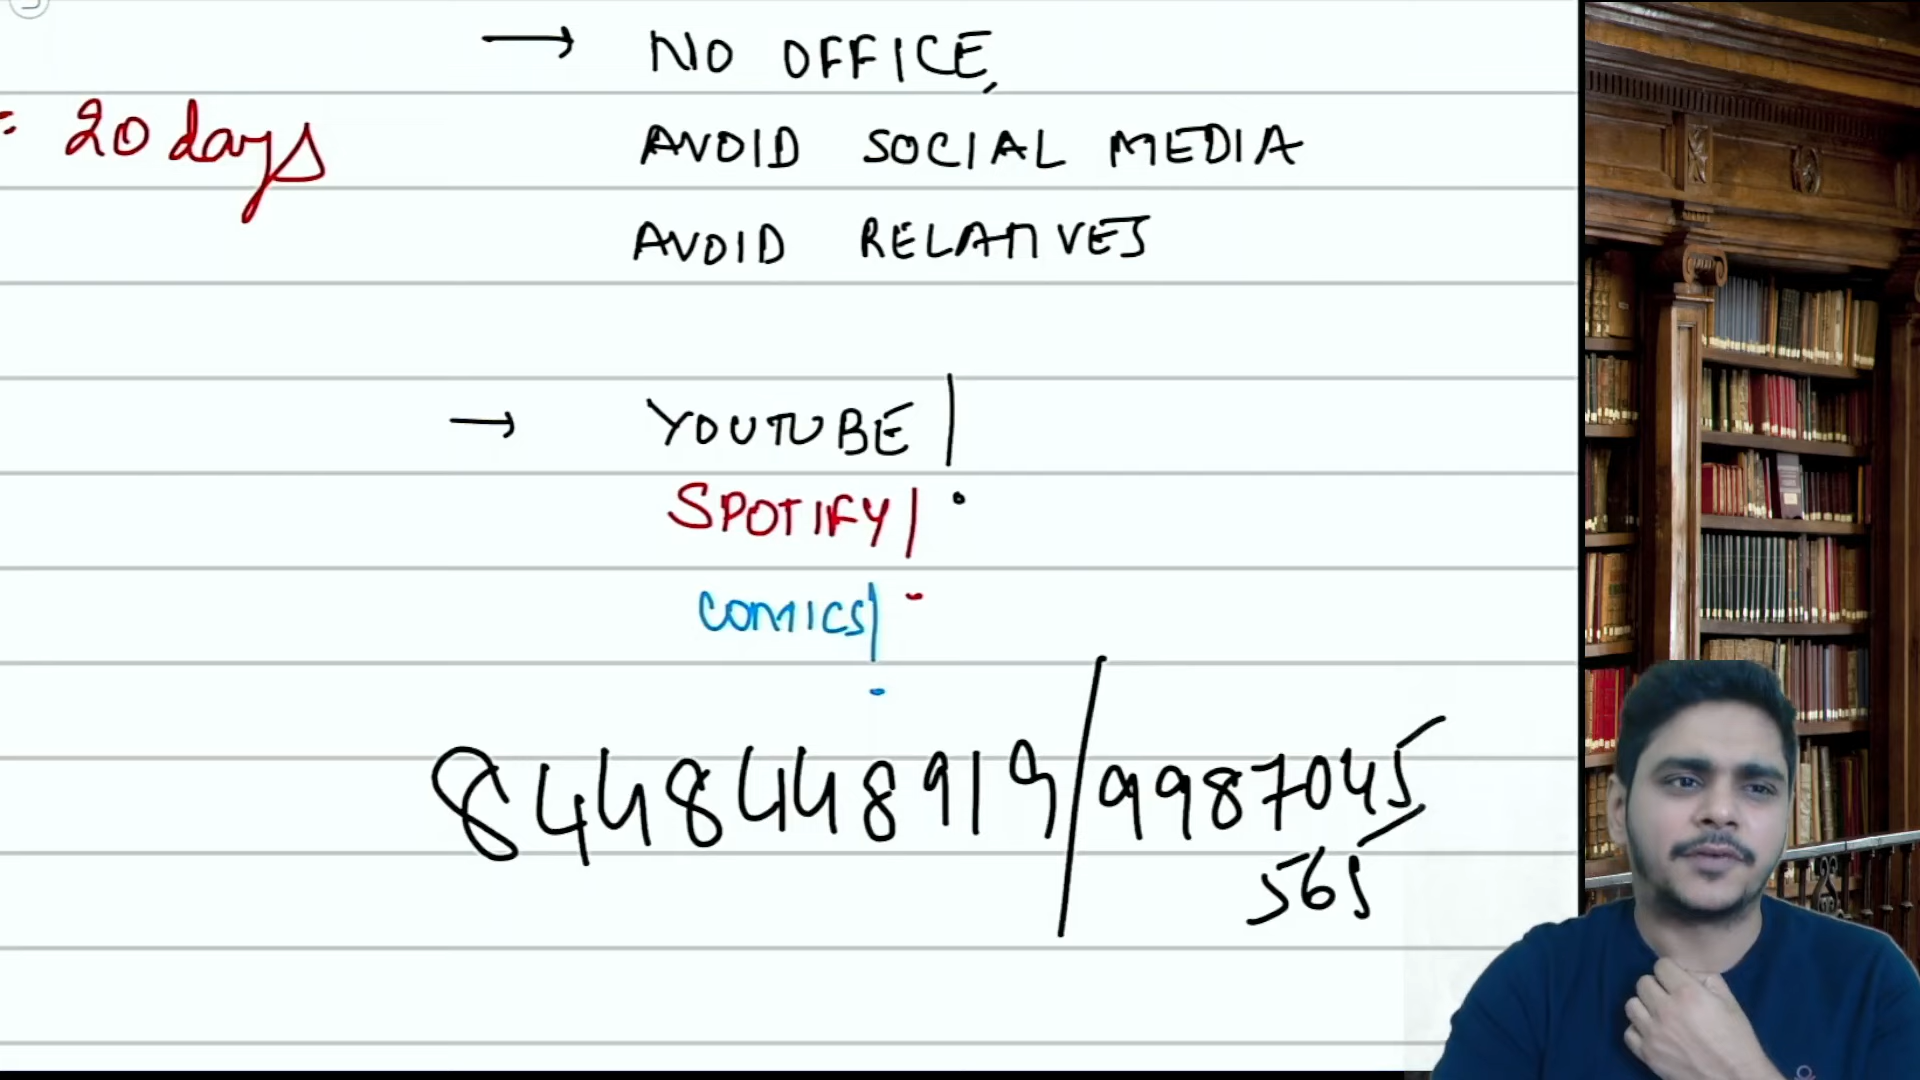 → NO OFFICE,
= 20 days
AVOID SOCIAL MEDIA
AVOID RELATIVES
→ YOUTUBE |
SPOTIFY |
COMICS |
8448448919 / 9987045
565